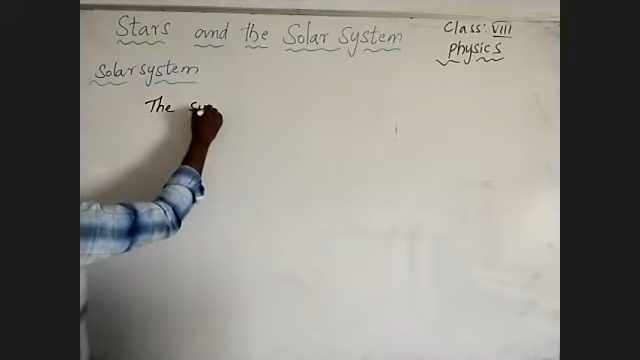 Stars and the Solar System
Class: VIII
Physics
Solarsystem
The